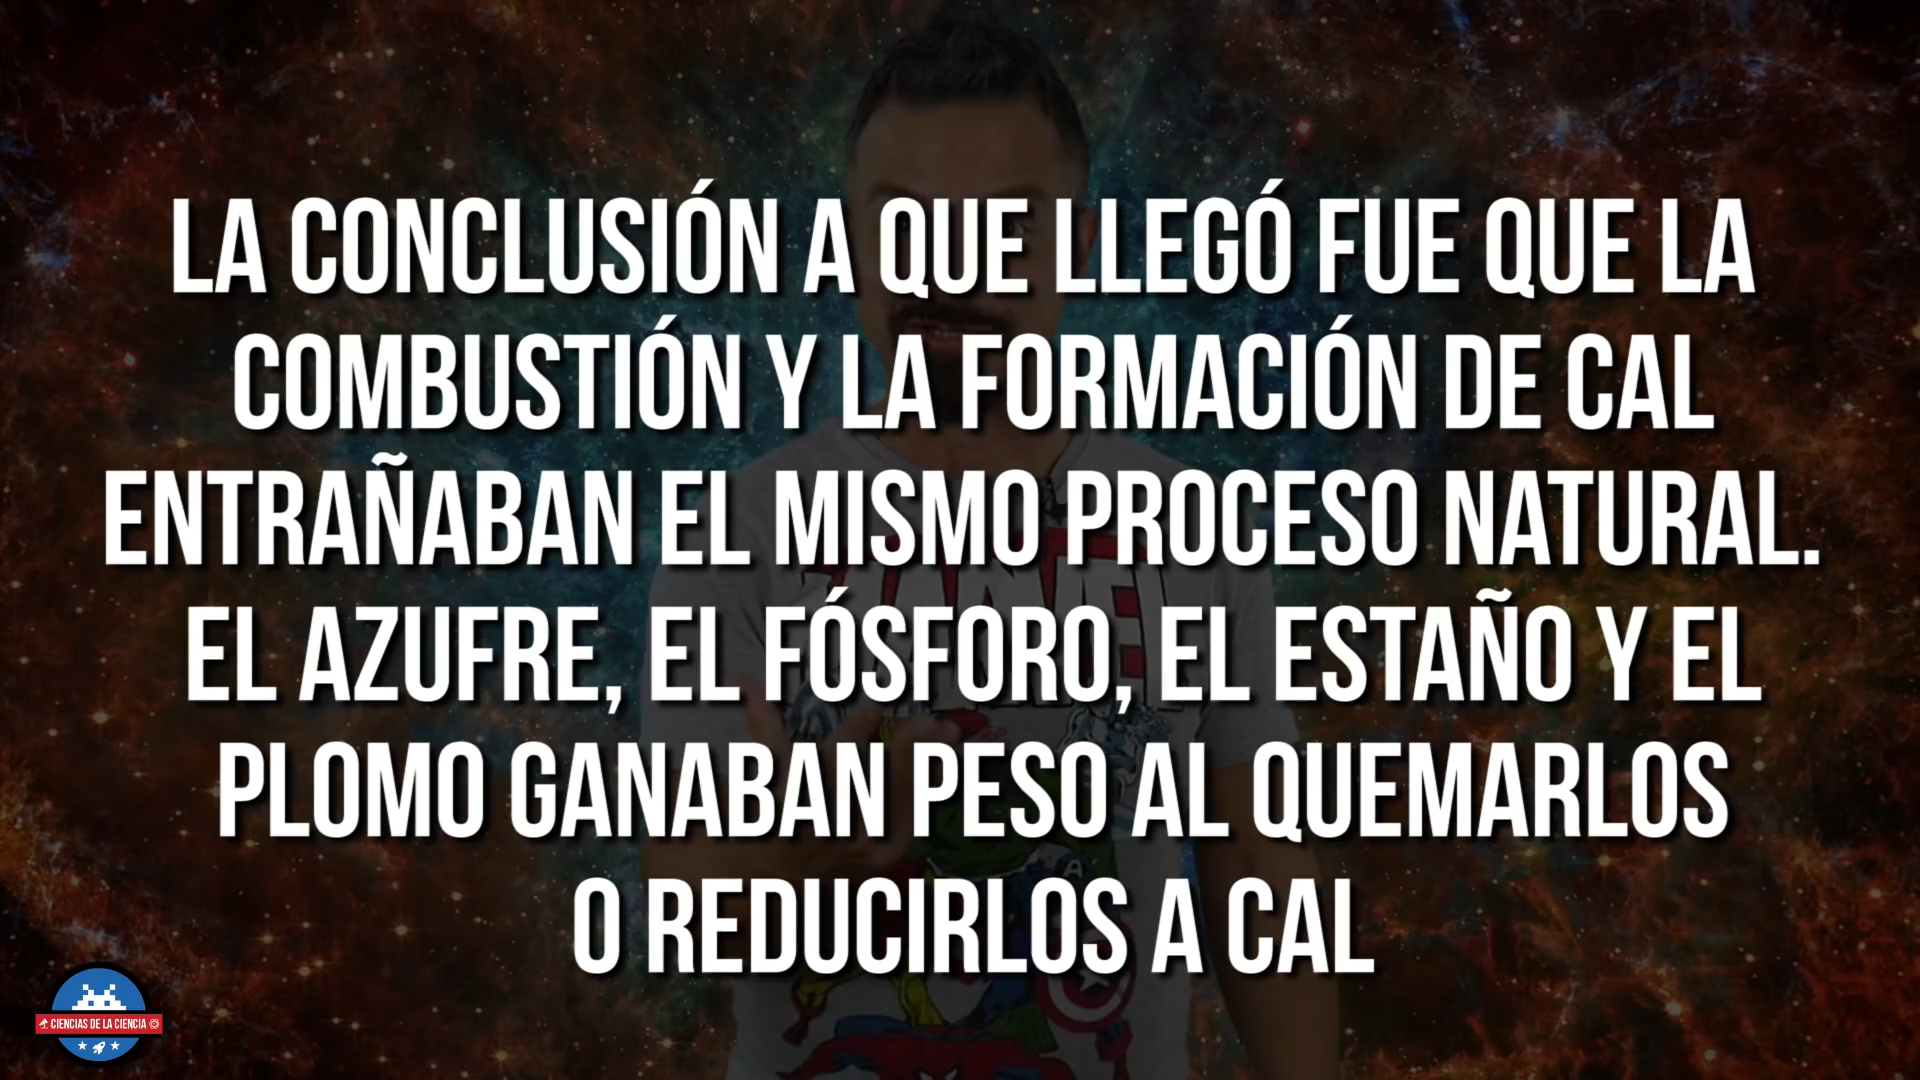 LA CONCLUSIÓN A QUE LLEGÓ FUE QUE LA
COMBUSTIÓN Y LA FORMACIÓN DE CAL
ENTRAÑABAN EL MISMO PROCESO NATURAL.
EL AZUFRE, EL FÓSFORO, EL ESTAÑO Y EL
PLOMO GANABAN PESO AL QUEMARLOS
O REDUCIRLOS A CAL
CIENCIAS DE LA CIENCIA